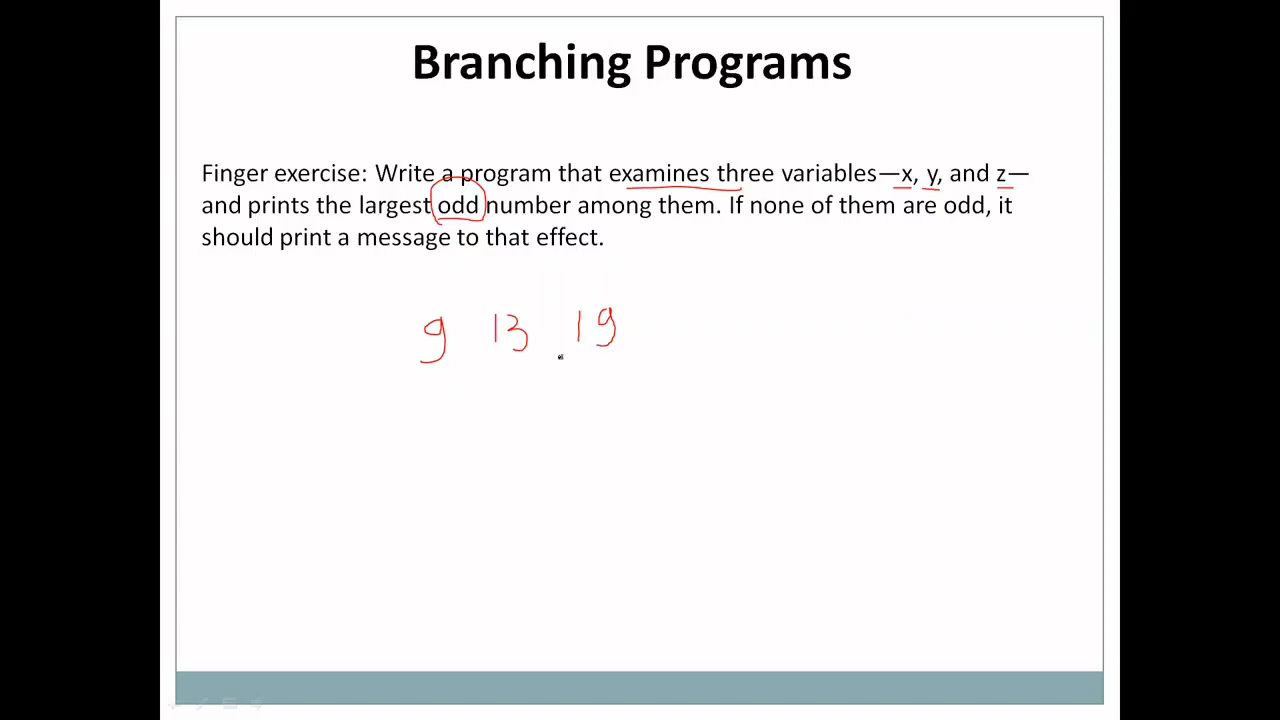 Branching Programs
Finger exercise: Write a program that examines three variables—x, y, and z—
and prints the largest odd number among them. If none of them are odd, it
should print a message to that effect.
9 13 19